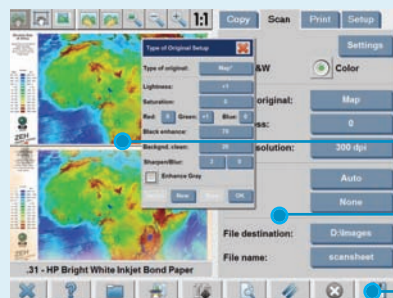 1:1
Copy Scan Print Setup
Settings
&W Color
Type of Original Setup
Type of original: Map*
Lightness: +1
Saturation:
Red: Green: +1 Blue:
Black enhance:
Backgnd. clean:
Sharpen/Blur:
Enhance Gray
New OK
original: Map
ss: 0
solution: 300 dpi
Auto
None
File destination: D:\Images
File name: scansheet
ZEH
ZEH
.31 - HP Bright White Inkjet Bond Paper